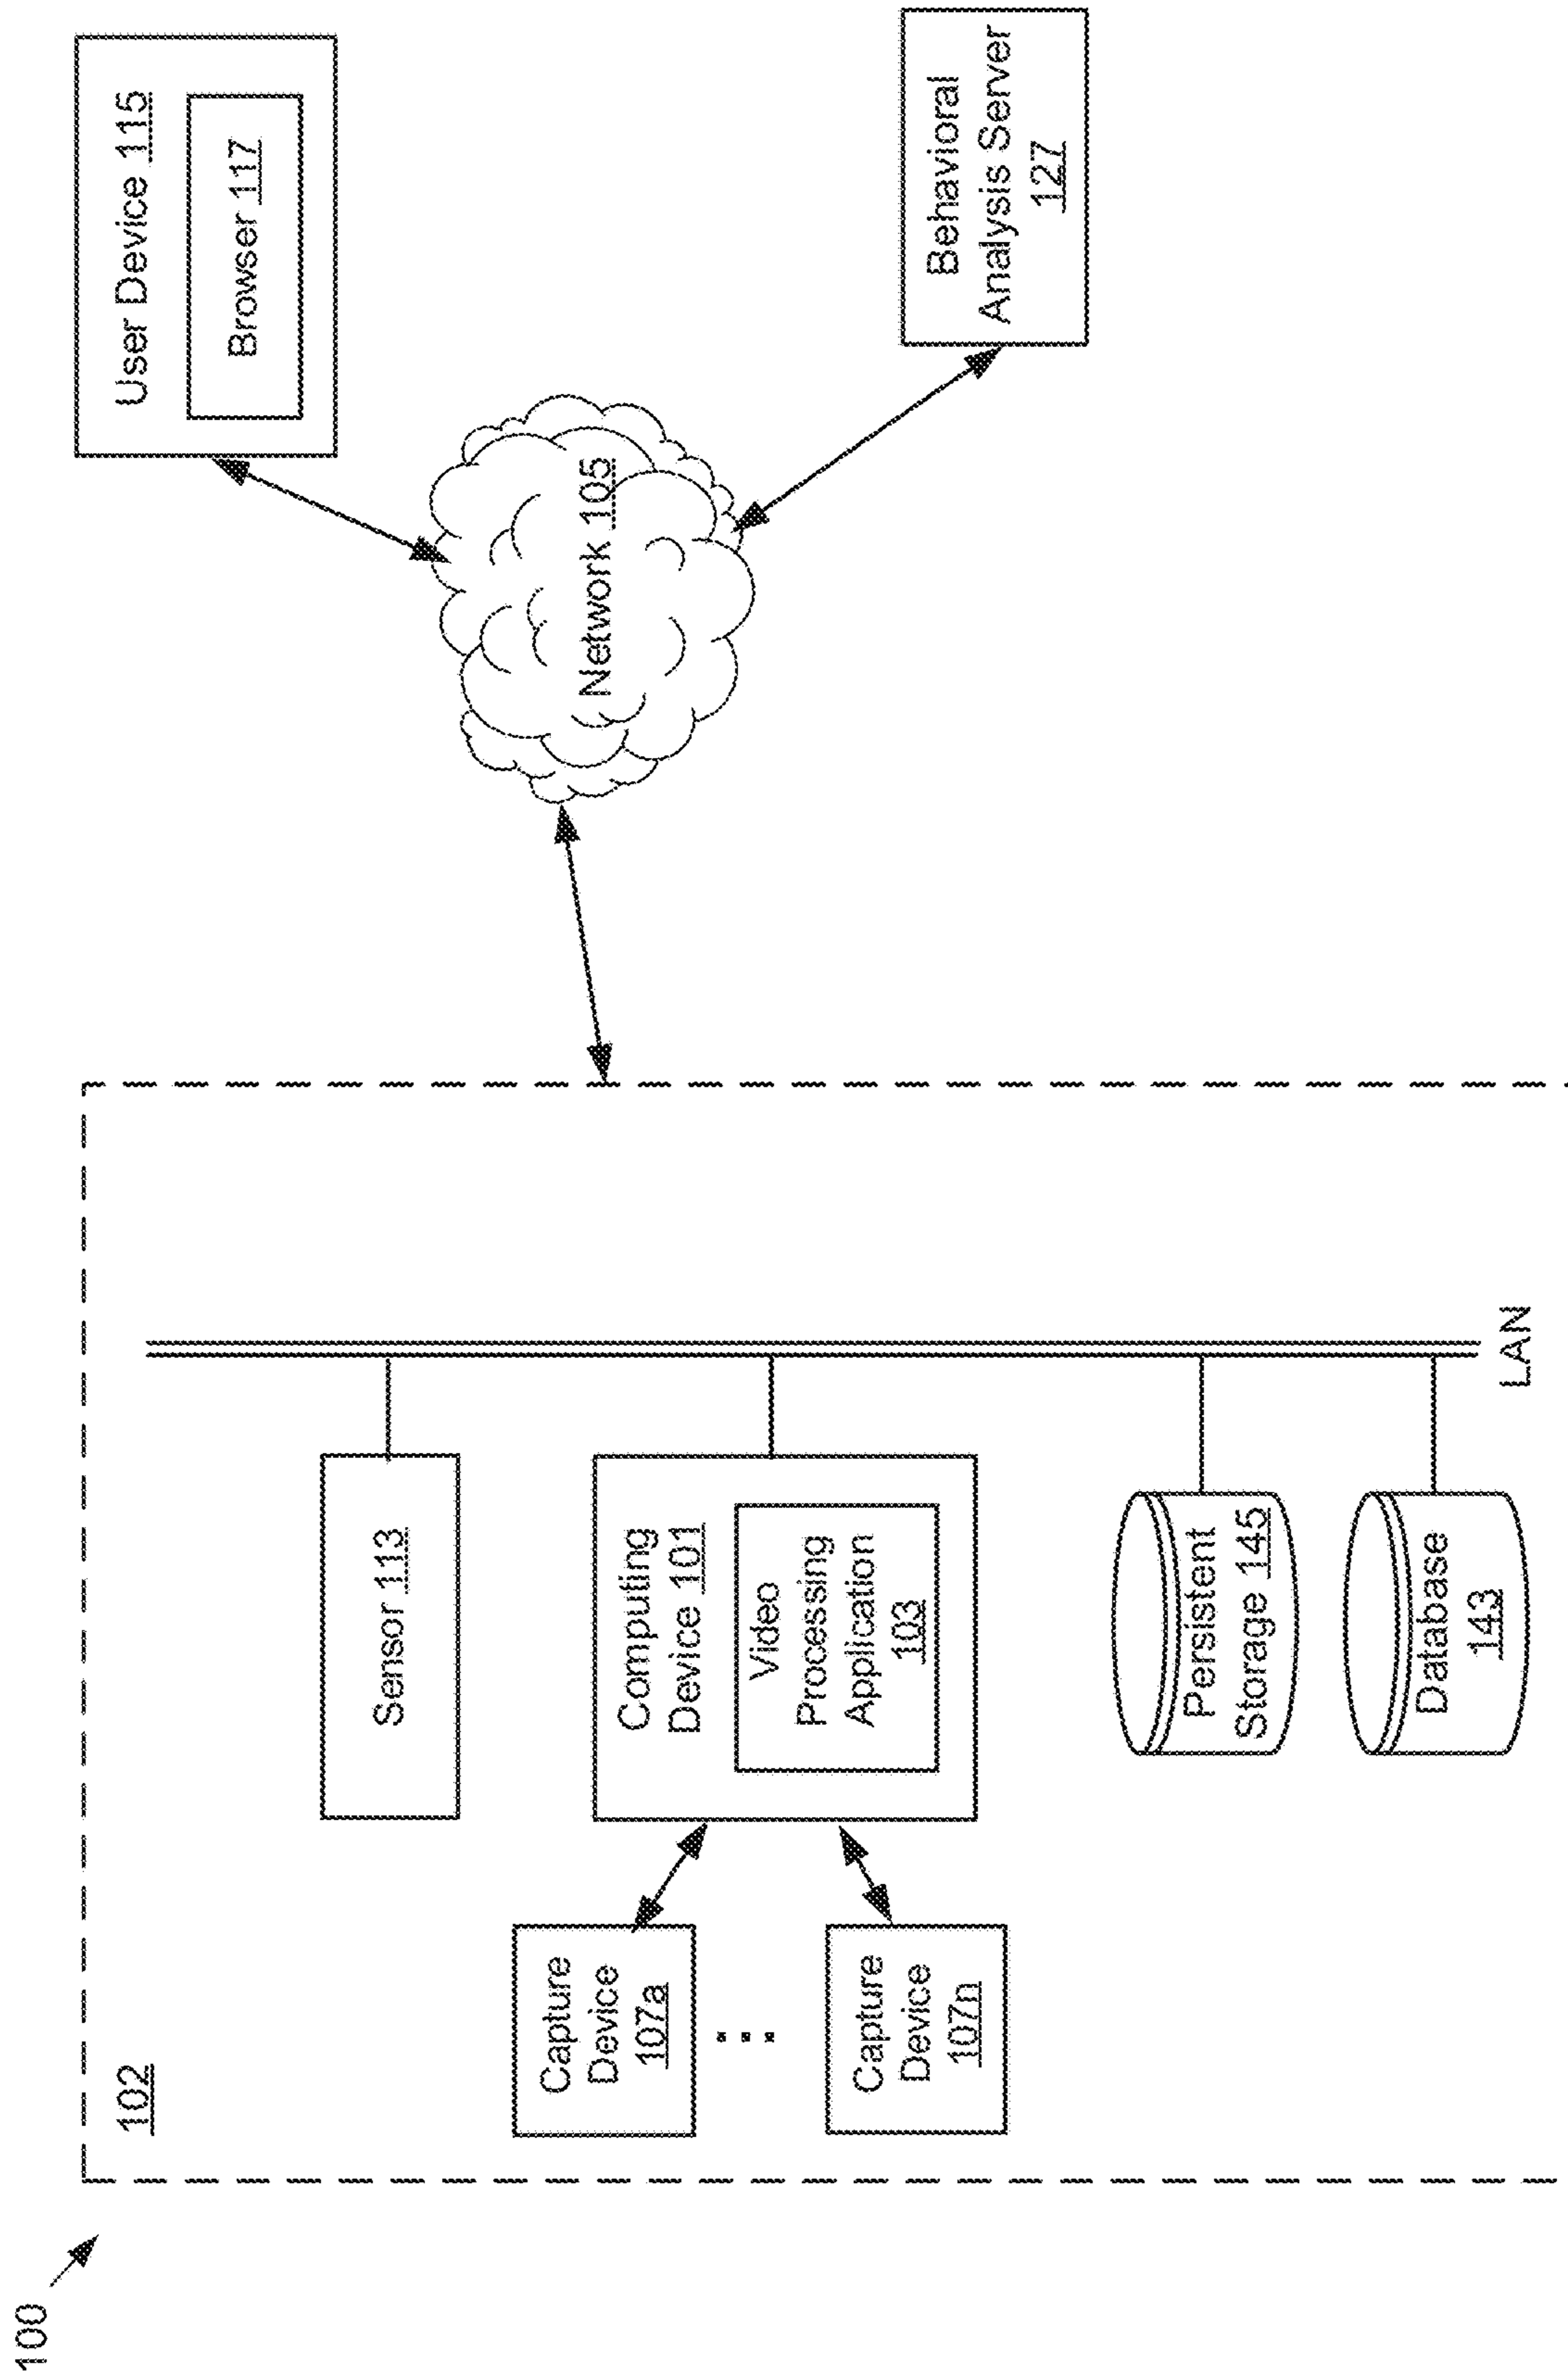 100
102
Sensor 113
Capture
Device
107a
Capture
Device
107n
Computing
Device 101
Video
Processing
Application
103
Persistent
Storage 145
Database
143
LAN
Network 105
User Device 115
Browser 117
Behavioral
Analysis Server
127